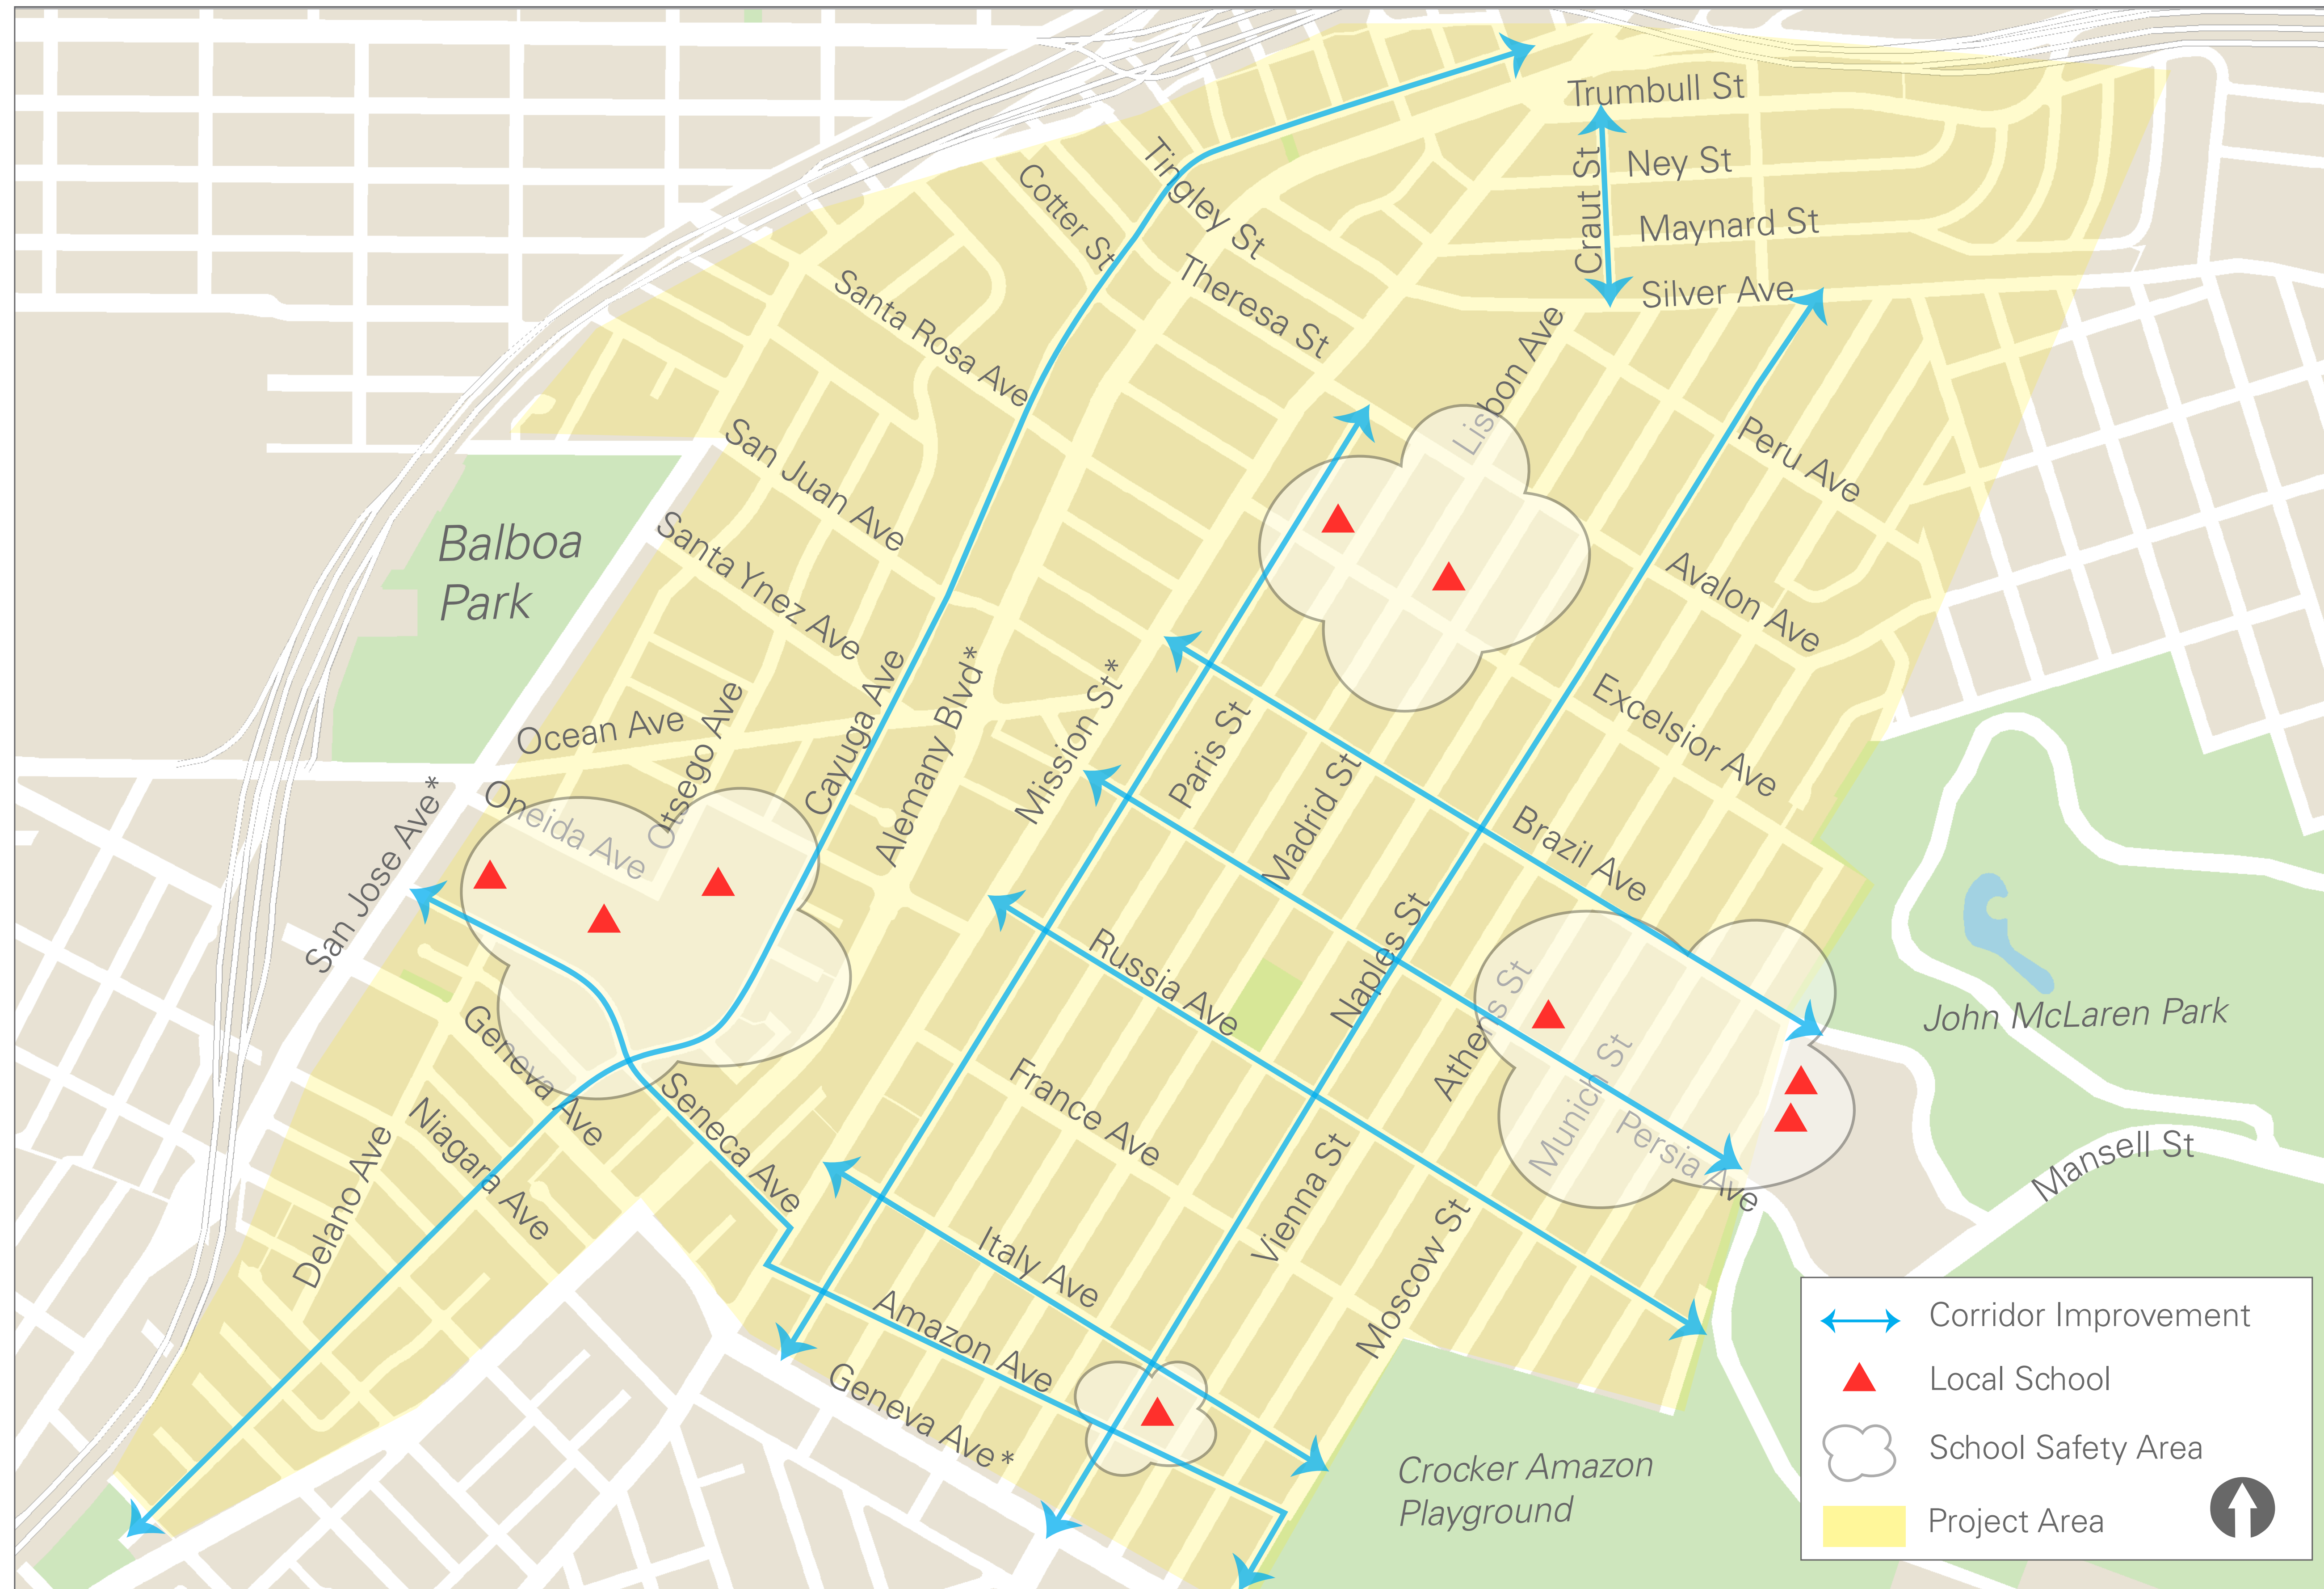 Trumbull St
Ney St
Craut St
Maynard St
Silver Ave
Tingley St
Cotter St
Theresa St
Santa Rosa Ave
Lisbon Ave
San Juan Ave
Peru Ave
Balboa
Park
Santa Ynez Ave
Avalon Ave
Excelsior Ave
Ocean Ave
Otsego Ave
Cayuga Ave
Alemany Blvd*
Mission St*
Paris St
Madrid St
Brazil Ave
San Jose Ave*
Oneida Ave
Russia Ave
Naples St
Athens St
Munich St
Persia Ave
John McLaren Park
Mansell St
Geneva Ave
Niagara Ave
Delano Ave
Seneca Ave
France Ave
Vienna St
Moscow St
Italy Ave
Amazon Ave
Geneva Ave*
Crocker Amazon
Playground
Corridor Improvement
Local School
School Safety Area
Project Area